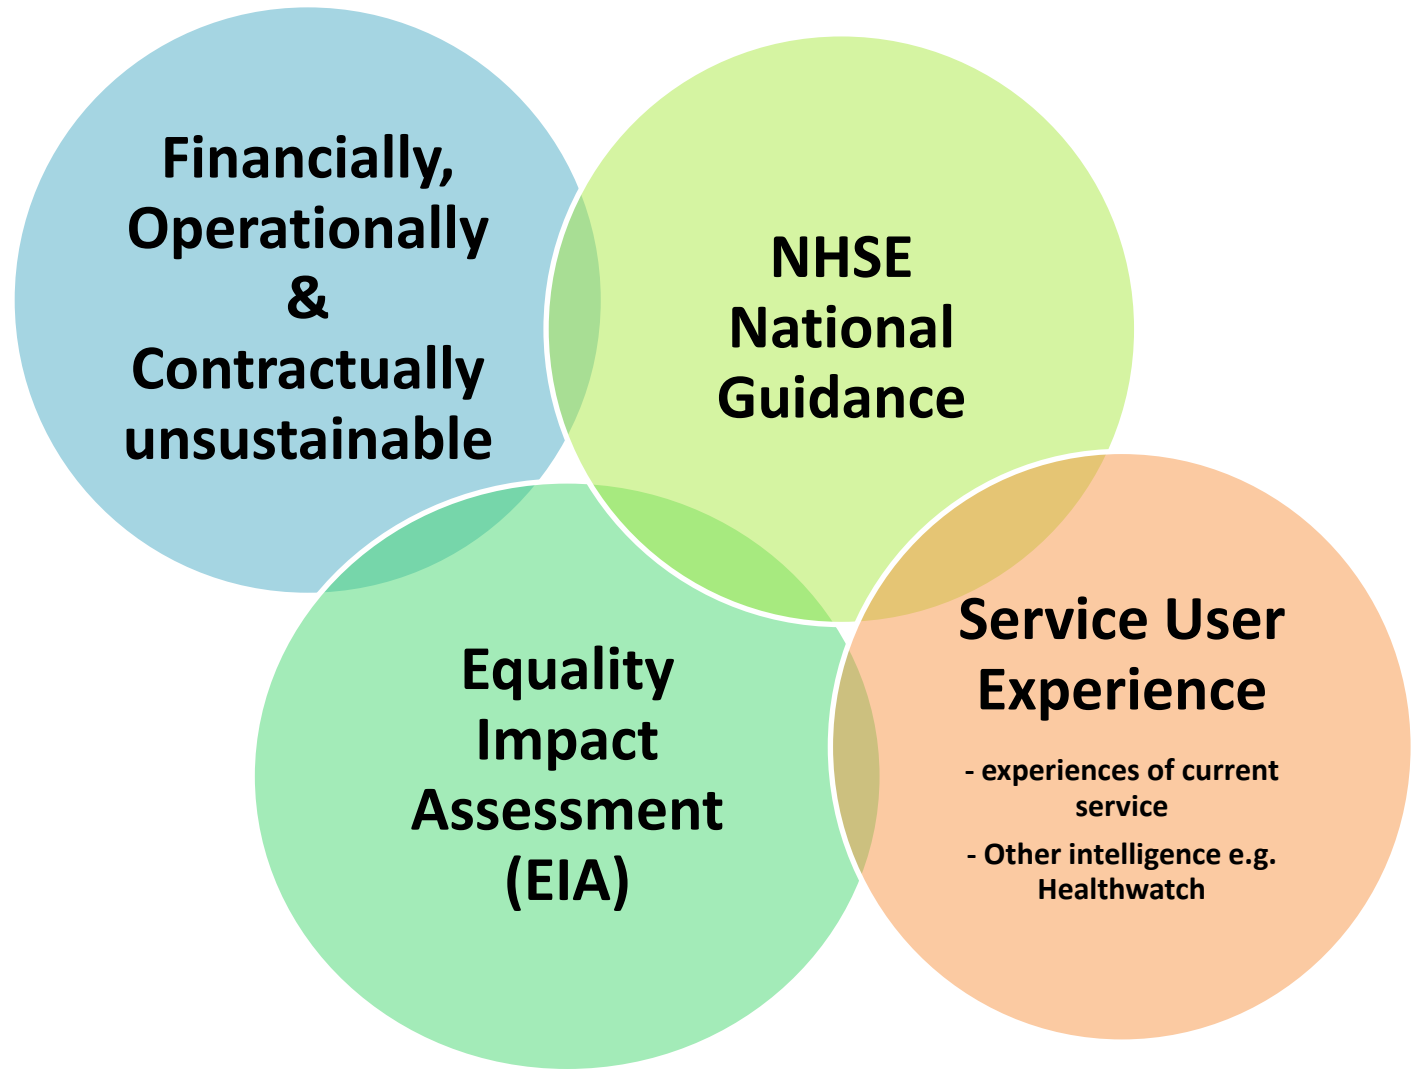 Financially,
Operationally
&
Contractually
unsustainable
NHSE
National
Guidance
Equality
Impact
Assessment
(EIA)
Service User
Experience
- experiences of current
service
- Other intelligence e.g.
Healthwatch